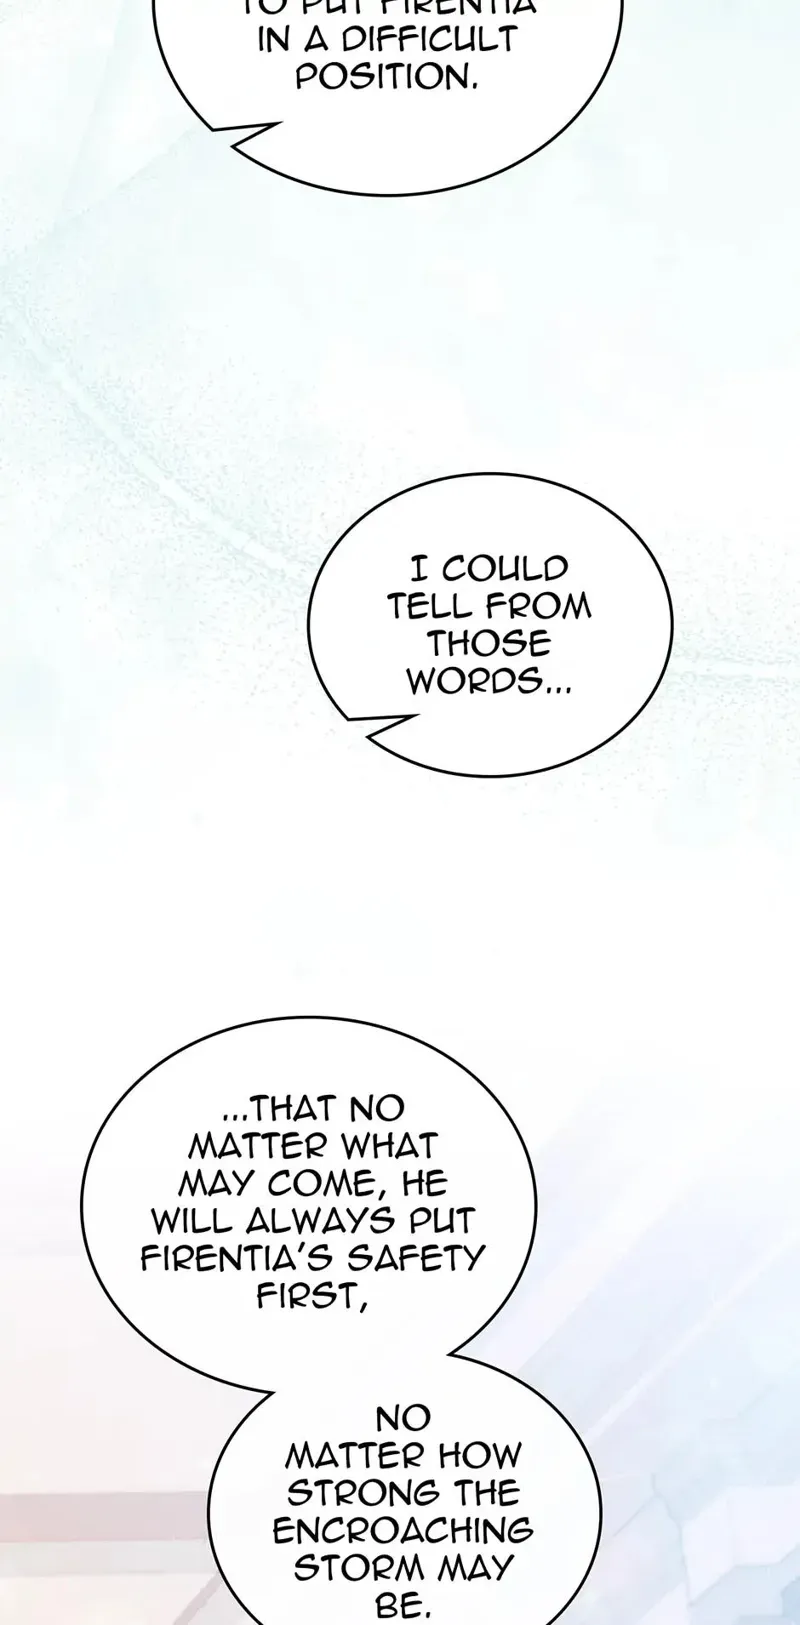 TO PUT FIRENTIA
IN A DIFFICULT
POSITION.
I COULD
TELL FROM
THOSE
WORDS...
...THAT NO
MATTER WHAT
MAY COME, HE
WILL ALWAYS PUT
FIRENTIA'S SAFETY
FIRST,
NO
MATTER HOW
STRONG THE
ENCROACHING
STORM MAY
BE.